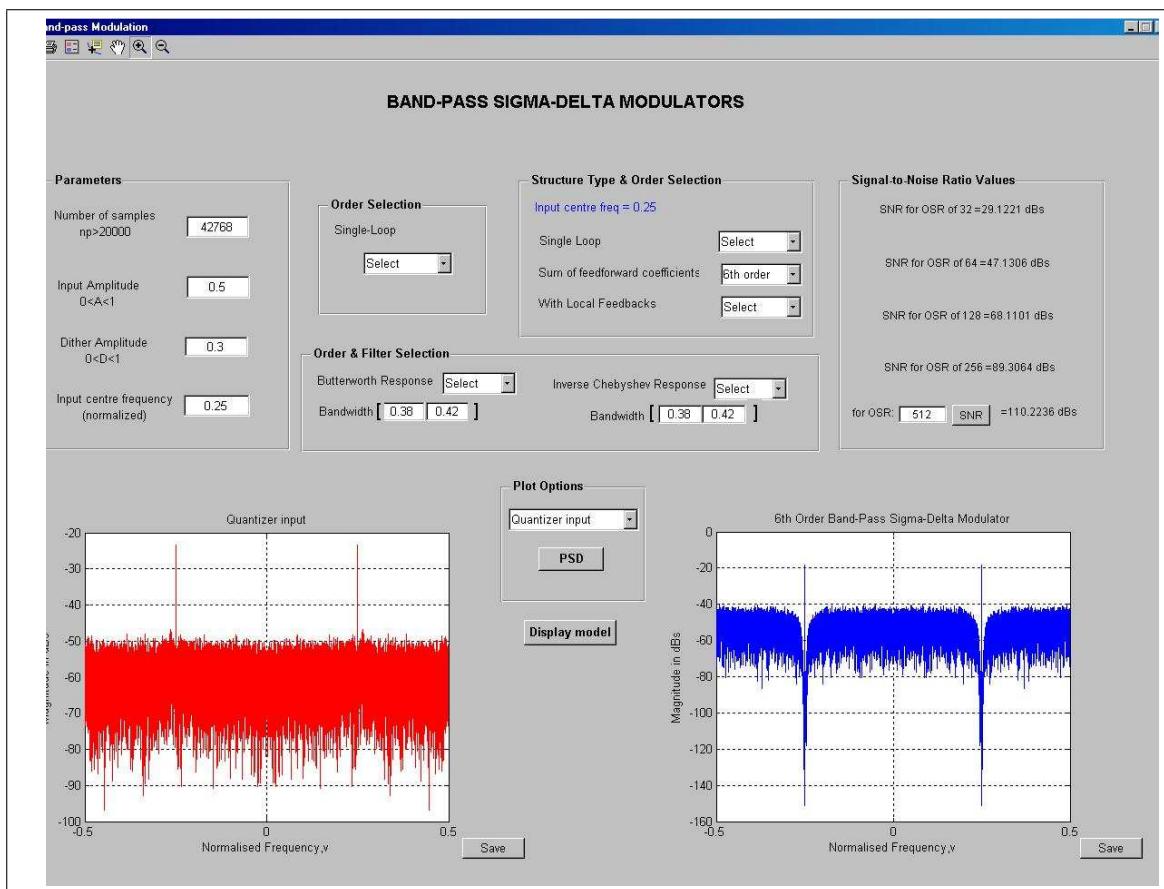 nd-pass Modulation
BAND-PASS SIGMA-DELTA MODULATORS
Parameters
Number of samples
np>20000
42768
Input Amplitude
0<A<1
0.5
Dither Amplitude
0<D<1
0.3
Input centre frequency
(normalized)
0.25
Order Selection
Single-Loop
Select
Structure Type & Order Selection
Input centre freq = 0.25
Single Loop
Select
Sum of feedforward coefficients
6th order
With Local Feedbacks
Select
Order & Filter Selection
Butterworth Response
Select
Bandwidth [ 0.38 0.42 ]
Inverse Chebyshev Response
Select
Bandwidth [ 0.38 0.42 ]
Signal-to-Noise Ratio Values
SNR for OSR of 32 =29.1221 dBs
SNR for OSR of 64 =47.1306 dBs
SNR for OSR of 128 =68.1101 dBs
SNR for OSR of 256 =89.3064 dBs
for OSR: 512 SNR =110.2236 dBs
Plot Options
Quantizer input
PSD
Display model
Quantizer input
-20
-30
-40
-50
-60
-70
-80
-90
-100
-0.5
0
0.5
Normalised Frequency,v
Save
6th Order Band-Pass Sigma-Delta Modulator
Magnitude in dBs
0
-20
-40
-60
-80
-100
-120
-140
-160
-0.5
0
0.5
Normalised Frequency,v
Save